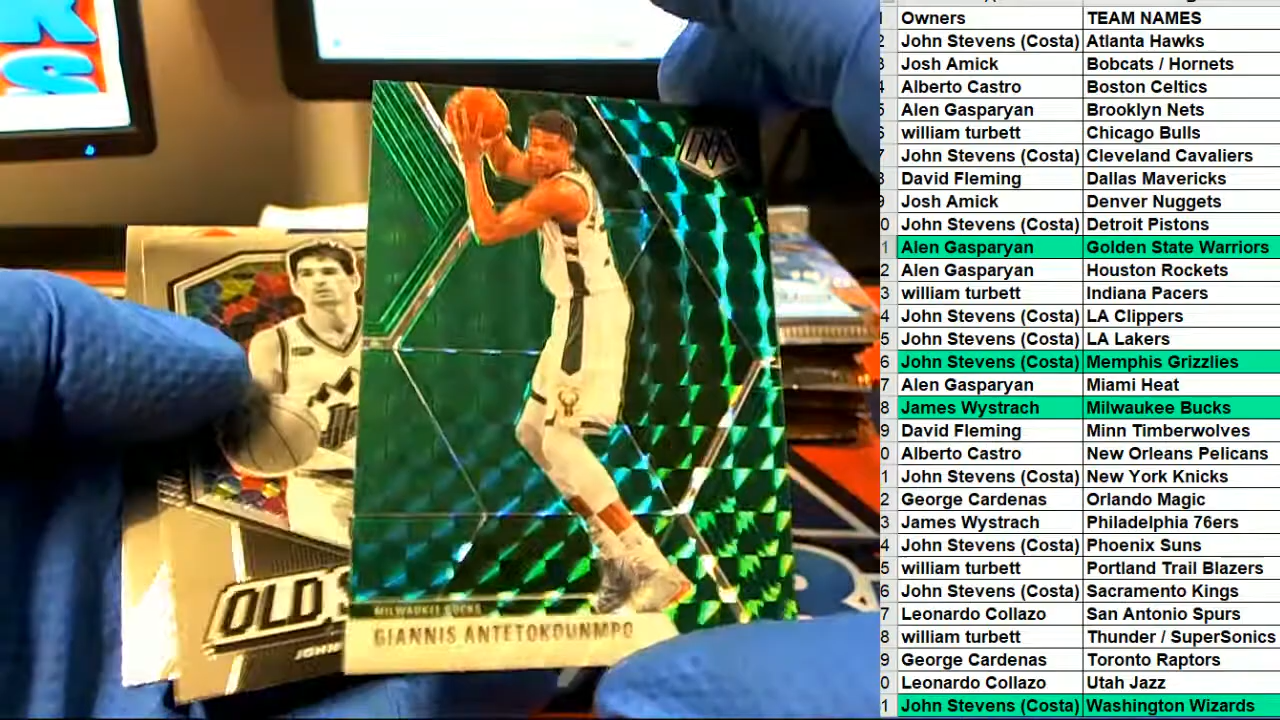 K
S
MILWAUKEE BUCKS
GIANNIS ANTETOKOUNMPO
OLD
JOHN
Owners TEAM NAMES
John Stevens (Costa) Atlanta Hawks
Josh Amick Bobcats / Hornets
Alberto Castro Boston Celtics
Alen Gasparyan Brooklyn Nets
william turbett Chicago Bulls
John Stevens (Costa) Cleveland Cavaliers
David Fleming Dallas Mavericks
Josh Amick Denver Nuggets
John Stevens (Costa) Detroit Pistons
Alen Gasparyan Golden State Warriors
Alen Gasparyan Houston Rockets
william turbett Indiana Pacers
John Stevens (Costa) LA Clippers
John Stevens (Costa) LA Lakers
John Stevens (Costa) Memphis Grizzlies
Alen Gasparyan Miami Heat
James Wystrach Milwaukee Bucks
David Fleming Minn Timberwolves
Alberto Castro New Orleans Pelicans
John Stevens (Costa) New York Knicks
George Cardenas Orlando Magic
James Wystrach Philadelphia 76ers
John Stevens (Costa) Phoenix Suns
william turbett Portland Trail Blazers
John Stevens (Costa) Sacramento Kings
Leonardo Collazo San Antonio Spurs
william turbett Thunder / SuperSonics
George Cardenas Toronto Raptors
Leonardo Collazo Utah Jazz
John Stevens (Costa) Washington Wizards